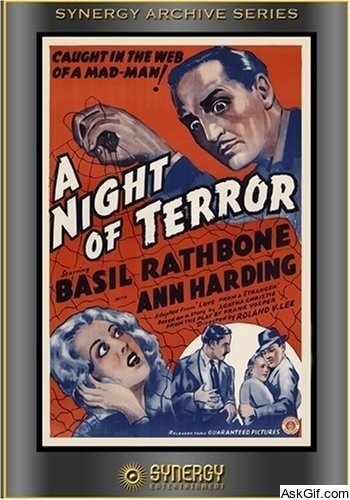 SYNERGY ARCHIVE SERIES
CAUGHT IN THE WEB
OF A MAD-MAN!
A
NIGHT
OF TERROR
Starring
BASIL RATHBONE
WITH
ANN HARDING
Adapted from "LOVE FROM A STRANGER"
Based on a story by AGATHA CHRISTIE
FROM THE PLAY BY FRANK VOSPER
Directed by ROLAND V. LEE
RELEASED THRU GUARANTEED PICTURES
SYNERGY
ENTERTAINMENT
AskGif.com